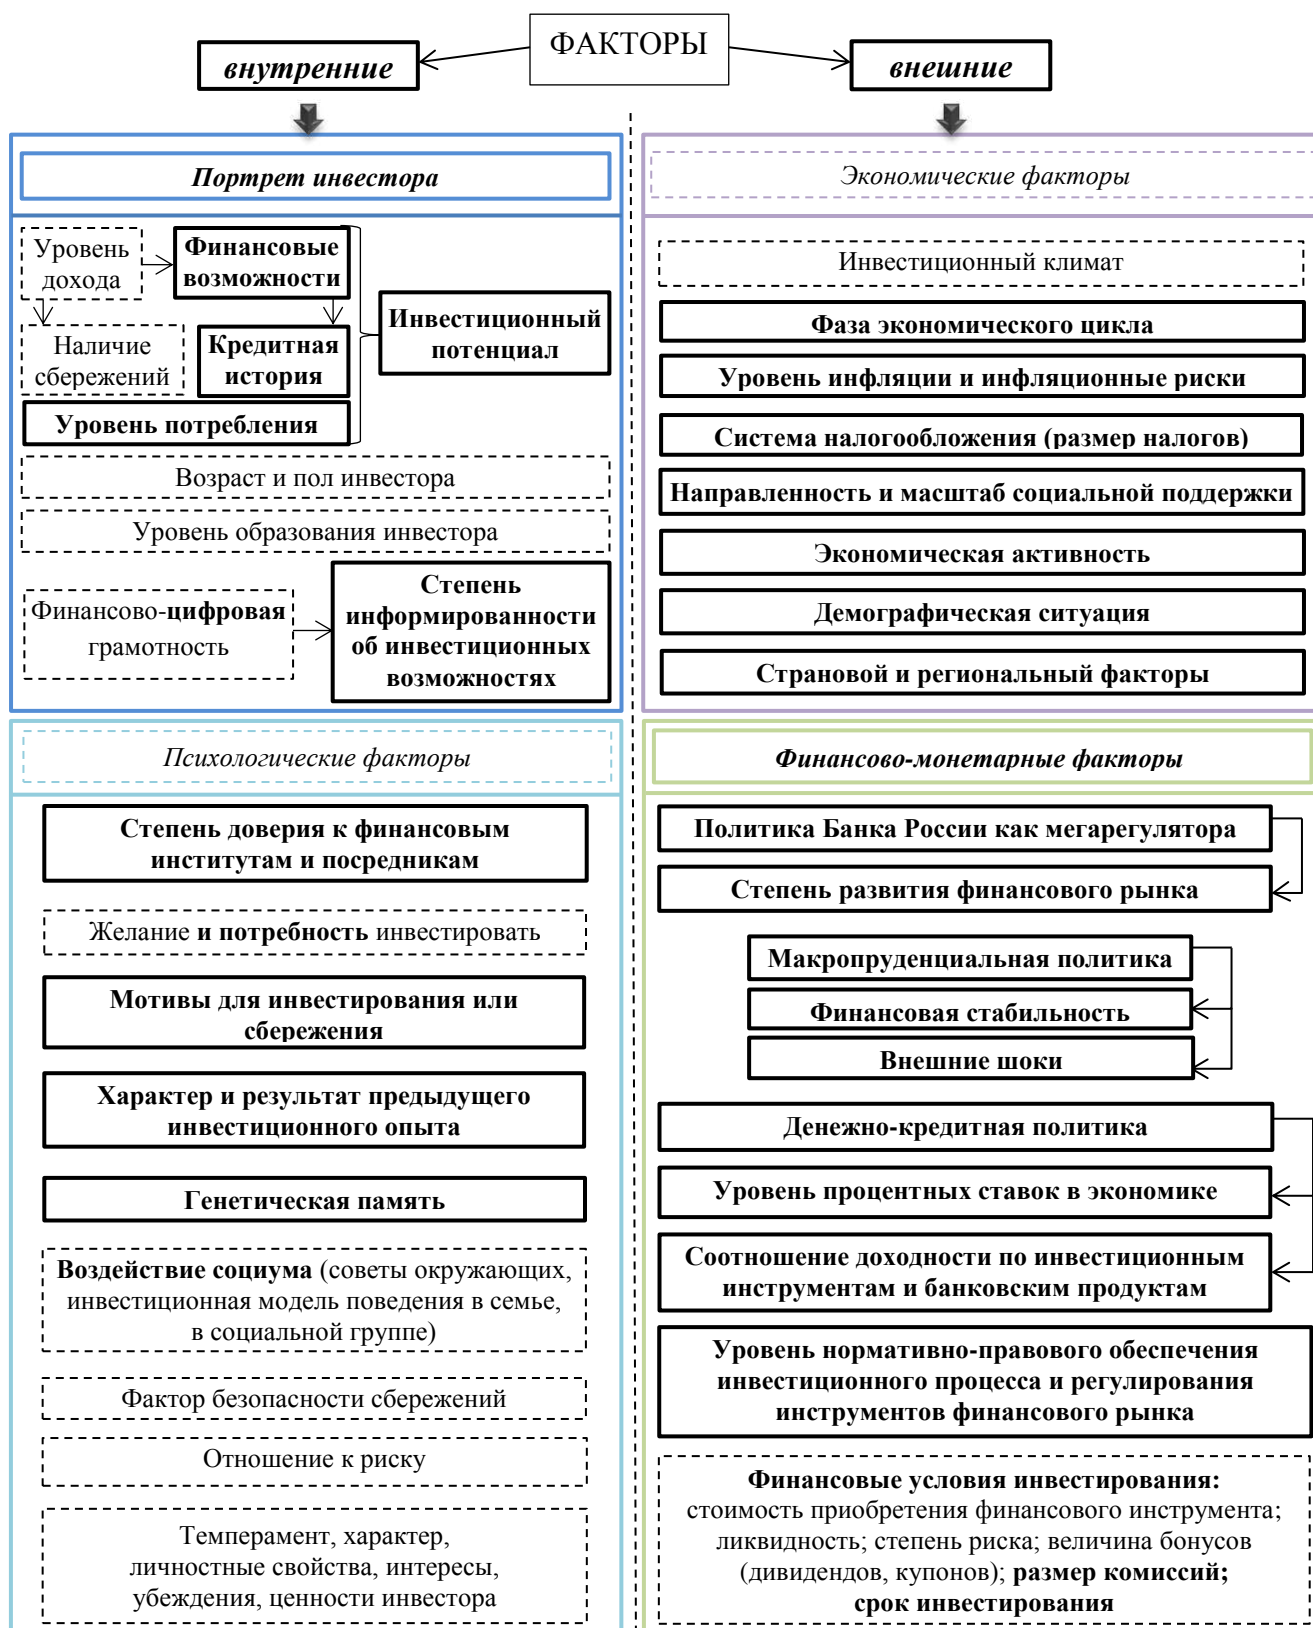 ФАКТОРЫ
внутренние
внешние
Портрет инвестора
Уровень
дохода
Финансовые
возможности
Наличие
сбережений
Кредитная
история
Инвестиционный
потенциал
Уровень потребления
Возраст и пол инвестора
Уровень образования инвестора
Финансово-цифровая
грамотность
Степень
информированности
об инвестиционных
возможностях
Экономические факторы
Инвестиционный климат
Фаза экономического цикла
Уровень инфляции и инфляционные риски
Система налогообложения (размер налогов)
Направленность и масштаб социальной поддержки
Экономическая активность
Демографическая ситуация
Страновой и региональный факторы
Психологические факторы
Степень доверия к финансовым
институтам и посредникам
Желание и потребность инвестировать
Мотивы для инвестирования или
сбережения
Характер и результат предыдущего
инвестиционного опыта
Генетическая память
Воздействие социума (советы окружающих,
инвестиционная модель поведения в семье,
в социальной группе)
Фактор безопасности сбережений
Отношение к риску
Темперамент, характер,
личностные свойства, интересы,
убеждения, ценности инвестора
Финансово-монетарные факторы
Политика Банка России как мегарегулятора
Степень развития финансового рынка
Макропруденциальная политика
Финансовая стабильность
Внешние шоки
Денежно-кредитная политика
Уровень процентных ставок в экономике
Соотношение доходности по инвестиционным
инструментам и банковским продуктам
Уровень нормативно-правового обеспечения
инвестиционного процесса и регулирования
инструментов финансового рынка
Финансовые условия инвестирования:
стоимость приобретения финансового инструмента;
ликвидность; степень риска; величина бонусов
(дивидендов, купонов); размер комиссий;
срок инвестирования